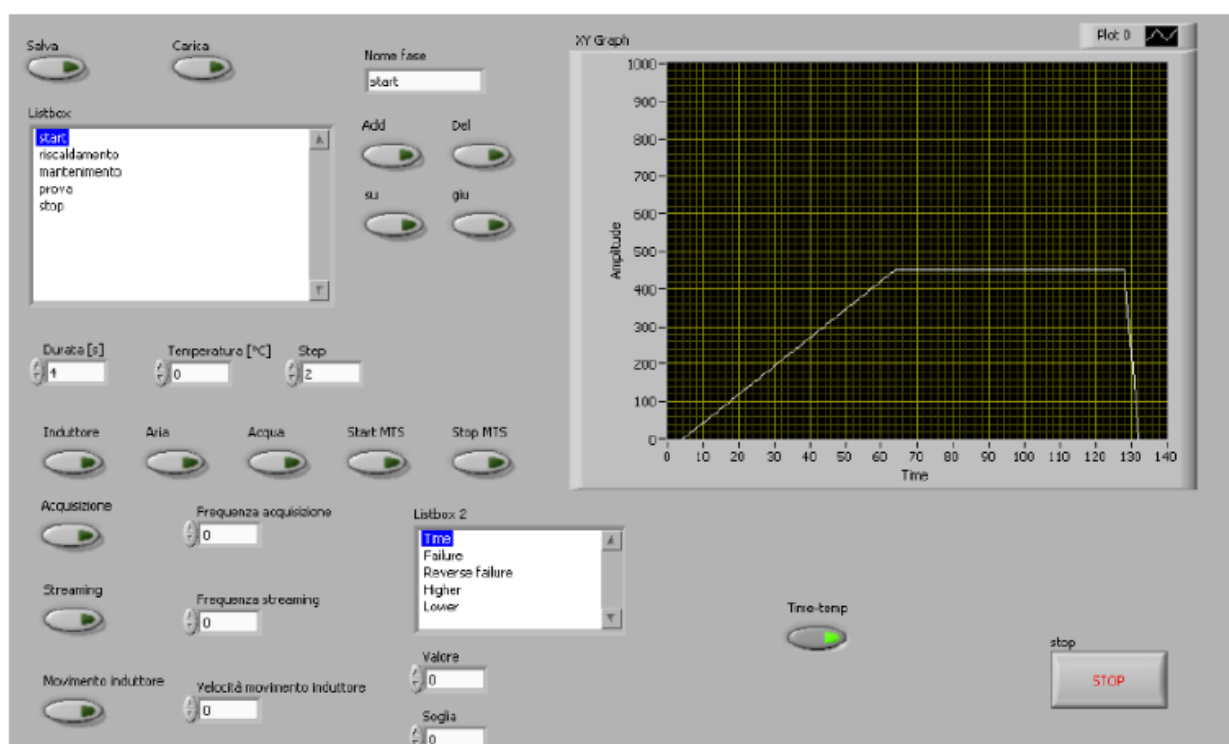 Salva
Carica
Nome fase
start
Listbox
start
riscaldamento
mantenimento
prova
stop
Add
Del
su
giu
XY Graph
Plot 0
1000
900
800
700
600
500
400
300
200
100
0
Amplitude
0 10 20 30 40 50 60 70 80 90 100 110 120 130 140
Time
Durata [s]
4
Temperatura [°C]
0
Step
2
Induttore
Aria
Acqua
Start MTS
Stop MTS
Acquisizione
Frequenza acquisizione
0
Listbox 2
Time
Failure
Reverse failure
Higher
Lower
Streaming
Frequenza streaming
0
Time-temp
stop
STOP
Movimento induttore
Velocità movimento induttore
0
Valore
0
Soglia
0